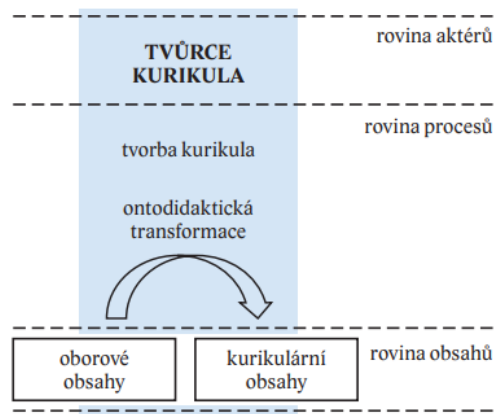 rovina aktérů
TVŮRCE
KURIKULA
rovina procesů
tvorba kurikula
ontodidaktická
transformace
oborové
obsahy
kurikulární
obsahy
rovina obsahů